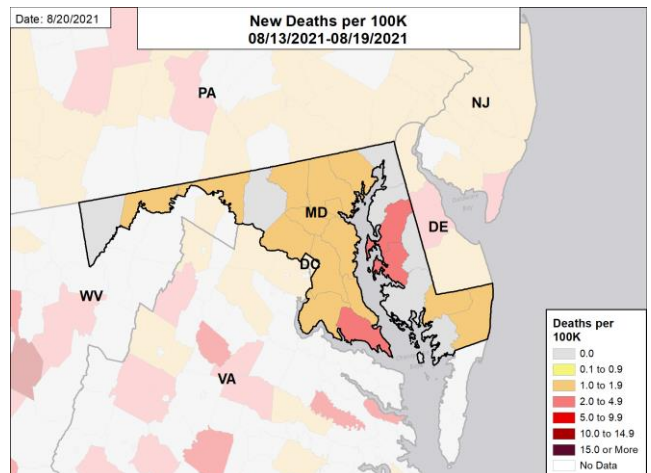 Date: 8/20/2021
New Deaths per 100K
08/13/2021-08/19/2021
PA
NJ
MD
DE
DC
WV
VA
Deaths per
100K
0.0
0.1 to 0.9
1.0 to 1.9
2.0 to 4.9
5.0 to 9.9
10.0 to 14.9
15.0 or More
No Data